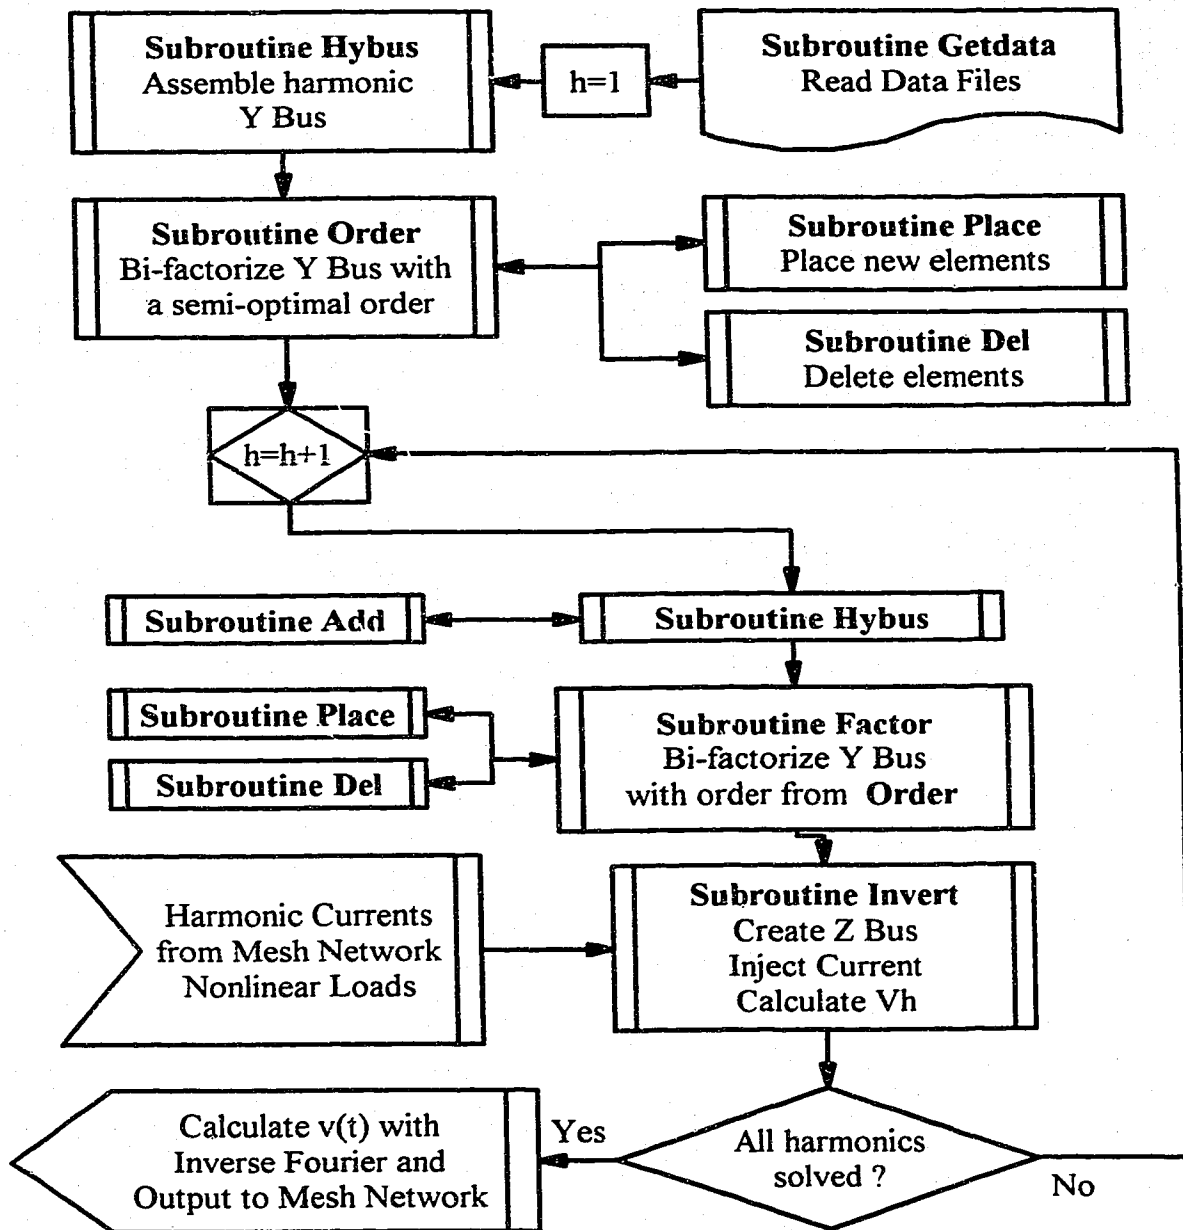 Subroutine Hybus
Assemble harmonic
Y Bus
h=1
Subroutine Getdata
Read Data Files
Subroutine Order
Bi-factorize Y Bus with
a semi-optimal order
Subroutine Place
Place new elements
Subroutine Del
Delete elements
h=h+1
Subroutine Add
Subroutine Hybus
Subroutine Place
Subroutine Del
Subroutine Factor
Bi-factorize Y Bus
with order from Order
Harmonic Currents
from Mesh Network
Nonlinear Loads
Subroutine Invert
Create Z Bus
Inject Current
Calculate Vh
Calculate v(t) with
Inverse Fourier and
Output to Mesh Network
Yes
All harmonics
solved ?
No